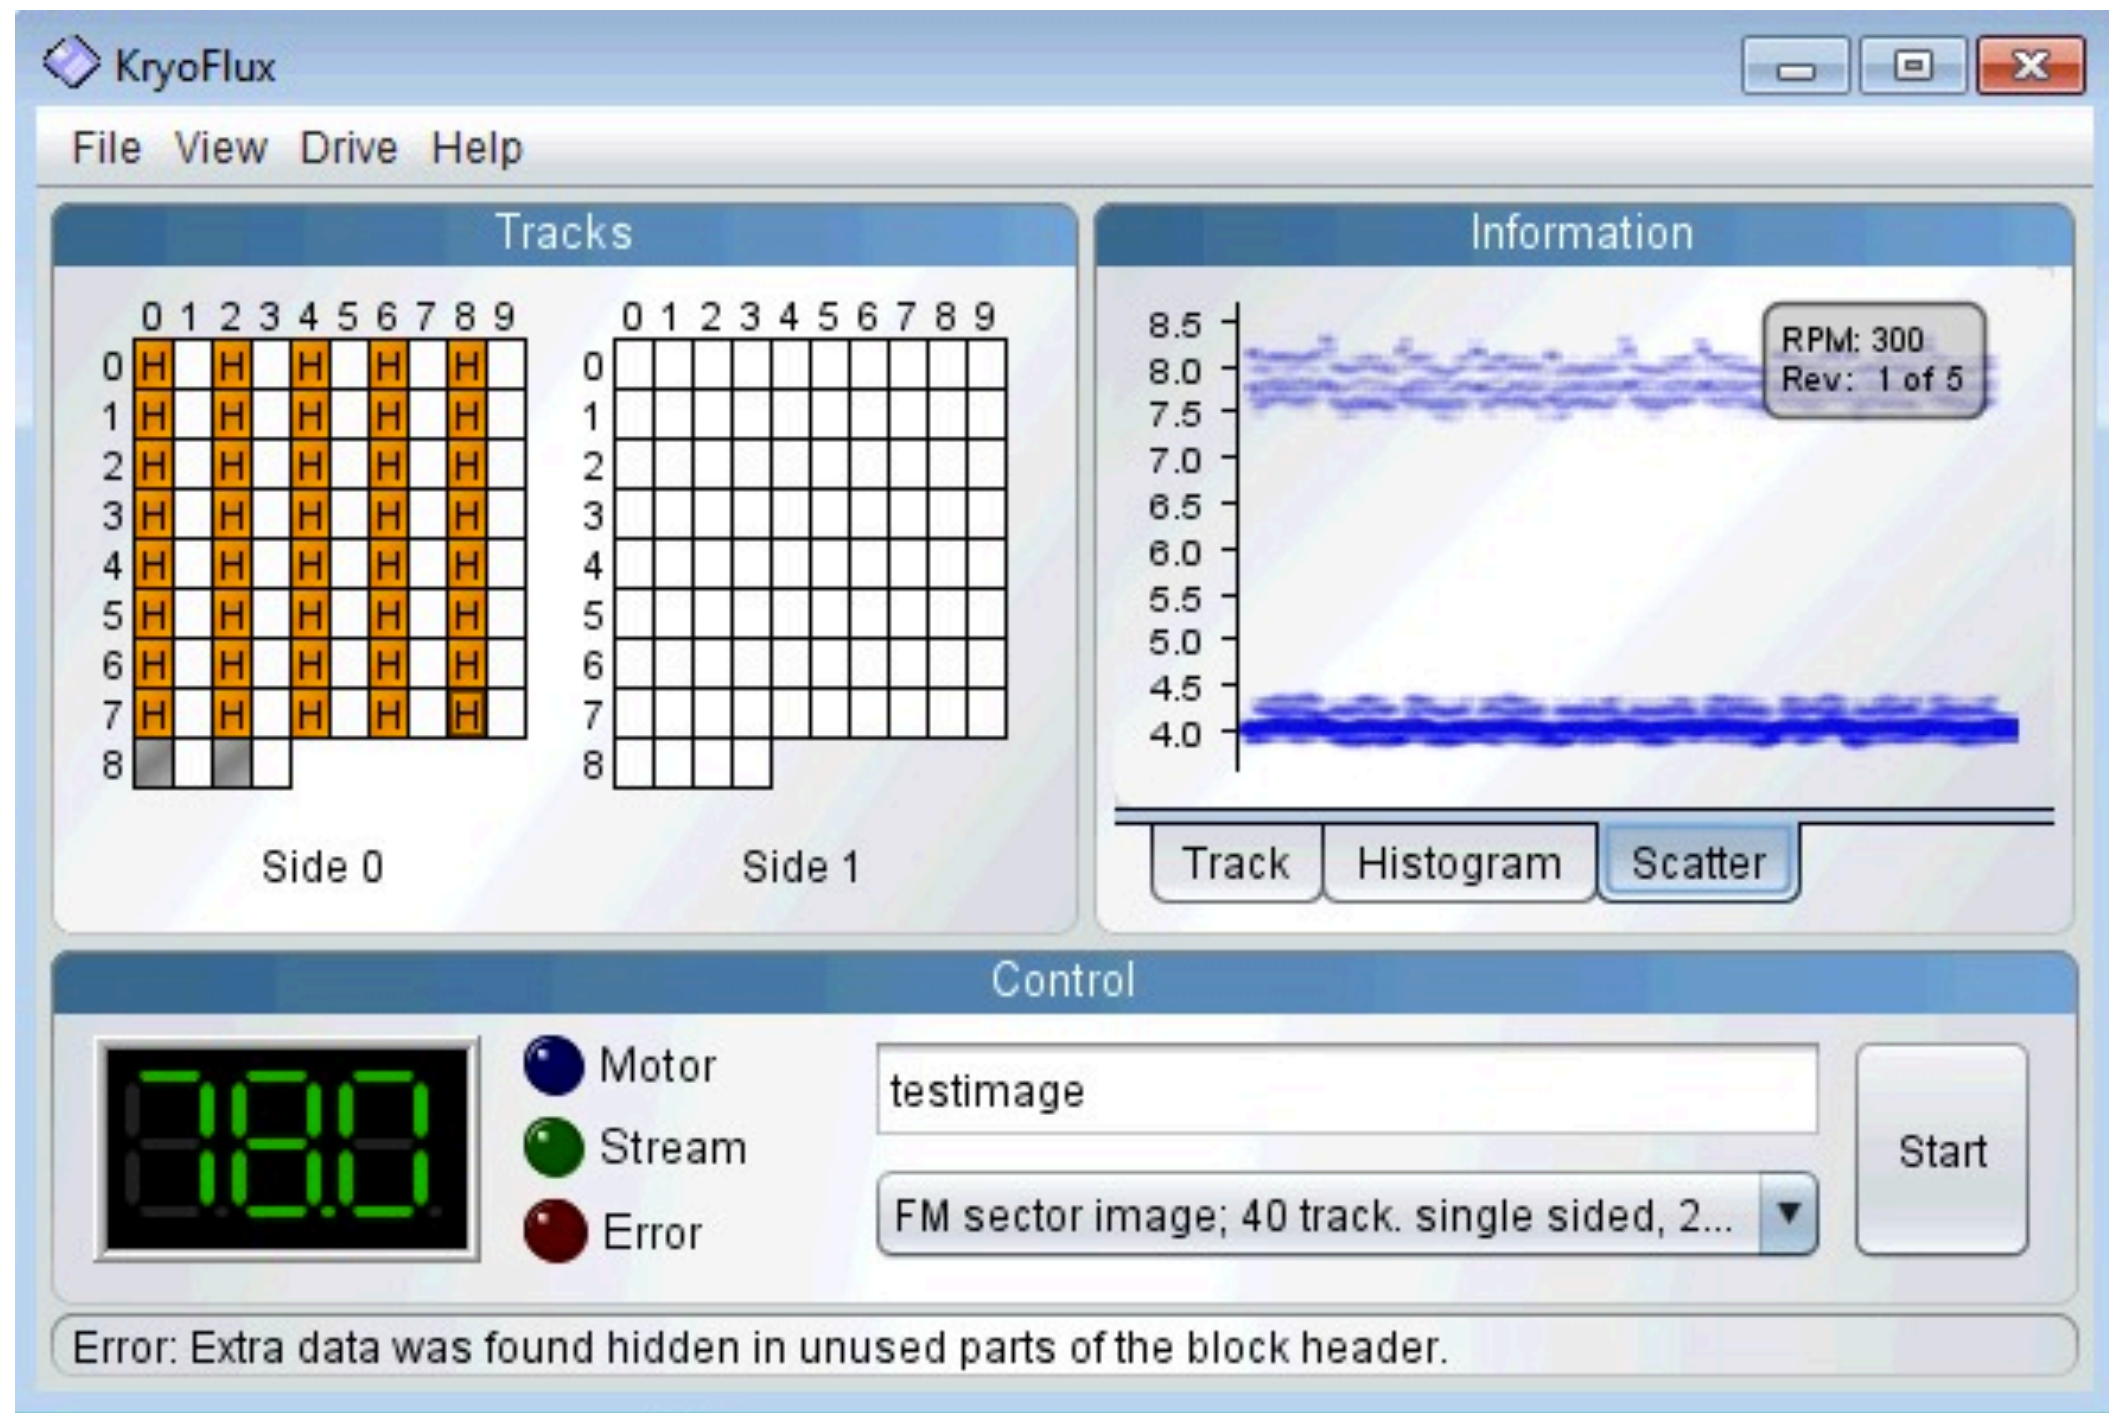 KryoFlux
File View Drive Help
Tracks
0 1 2 3 4 5 6 7 8 9
0 H H H H H
1 H H H H H
2 H H H H H
3 H H H H H
4 H H H H H
5 H H H H H
6 H H H H H
7 H H H H H
8
Side 0
0 1 2 3 4 5 6 7 8 9
0
1
2
3
4
5
6
7
8
Side 1
Information
8.5
8.0
7.5
7.0
6.5
6.0
5.5
5.0
4.5
4.0
RPM: 300
Rev: 1 of 5
Track Histogram Scatter
Control
78.0
Motor
Stream
Error
testimage
FM sector image; 40 track. single sided, 2...
Start
Error: Extra data was found hidden in unused parts of the block header.